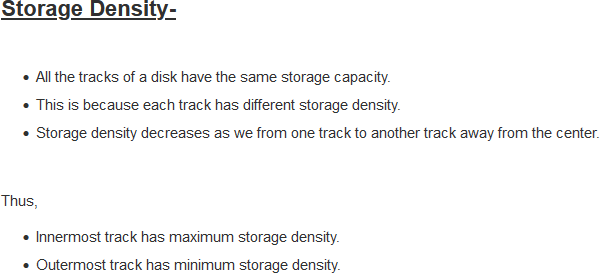 Storage Density-
• All the tracks of a disk have the same storage capacity.
• This is because each track has different storage density.
• Storage density decreases as we from one track to another track away from the center.
Thus,
• Innermost track has maximum storage density.
• Outermost track has minimum storage density.